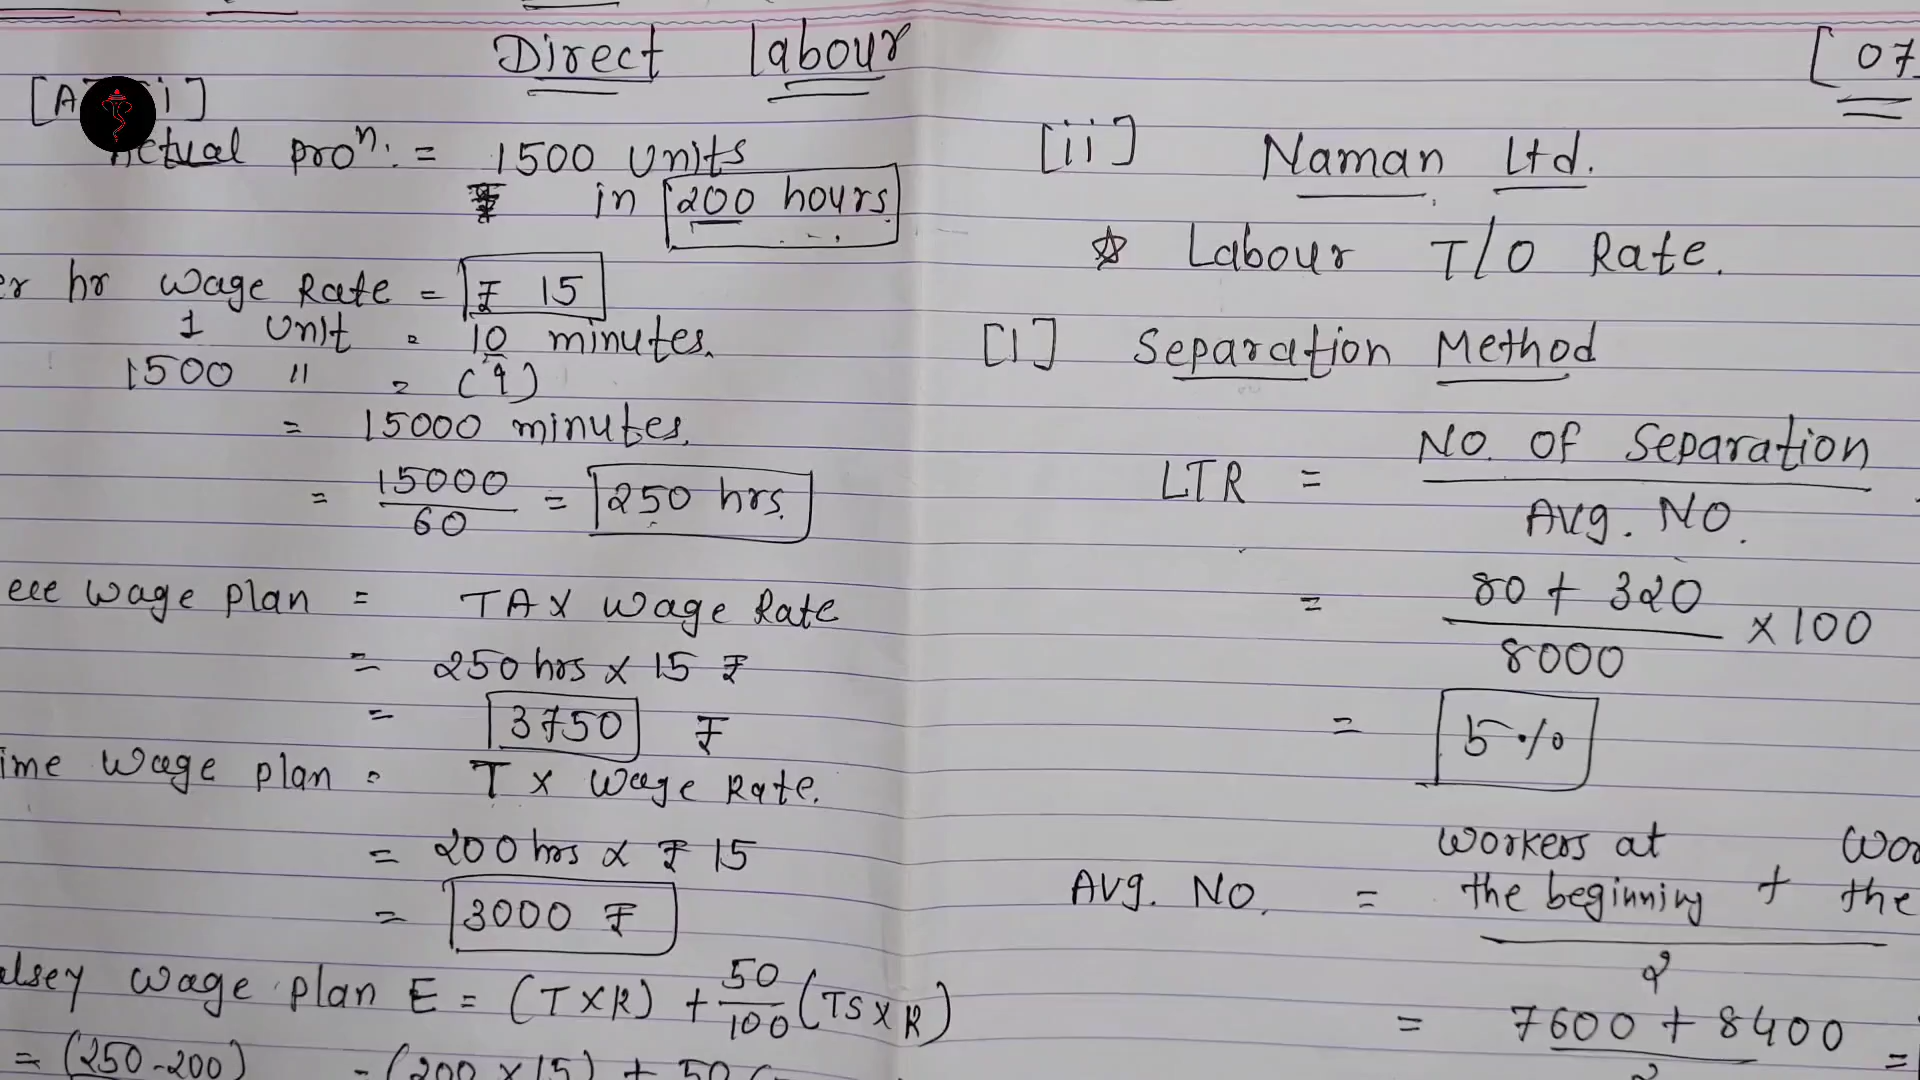 Direct Labour
[07
[A i]
Actual pro^n. = 1500 Units
in 200 hours.
hr wage Rate = ₹ 15
1 Unit = 10 minutes.
1500 " = (?)
= 15000 minutes.
= 15000/60 = 250 hrs.
wage plan = TA x wage Rate
= 250 hrs x 15 ₹
= 3750 ₹
wage plan = T x wage Rate.
= 200 hrs x ₹ 15
= 3000 ₹
wage plan E = (T x R) + 50/100 (TS x R)
= (250-200) = (200 x 15) + 50
[ii] Naman Ltd.
☆ Labour T/O Rate.
[1] Separation Method
LTR = No. of Separation / Avg. No.
= 80 + 320 / 8000 x 100
= 5 %
Avg. No. = workers at the beginning + the / 2
= 7600 + 8400 / 2 =